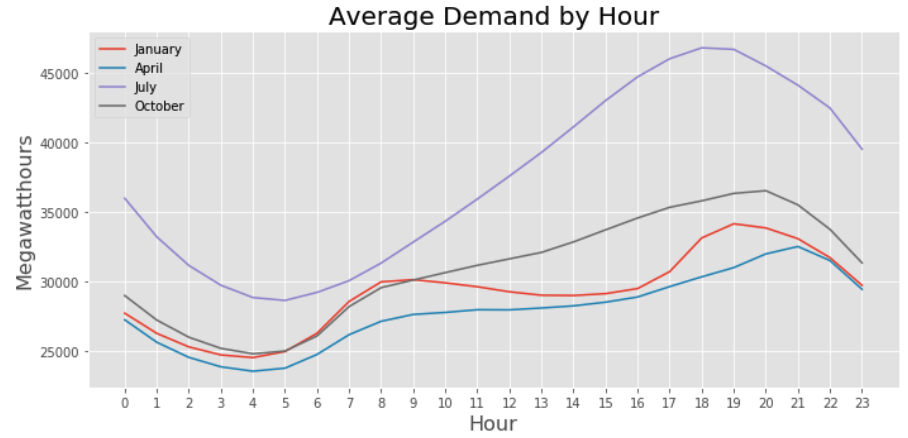 Average Demand by Hour
January
April
July
October
Megawatthours
45000
40000
35000
30000
25000
0 1 2 3 4 5 6 7 8 9 10 11 12 13 14 15 16 17 18 19 20 21 22 23
Hour